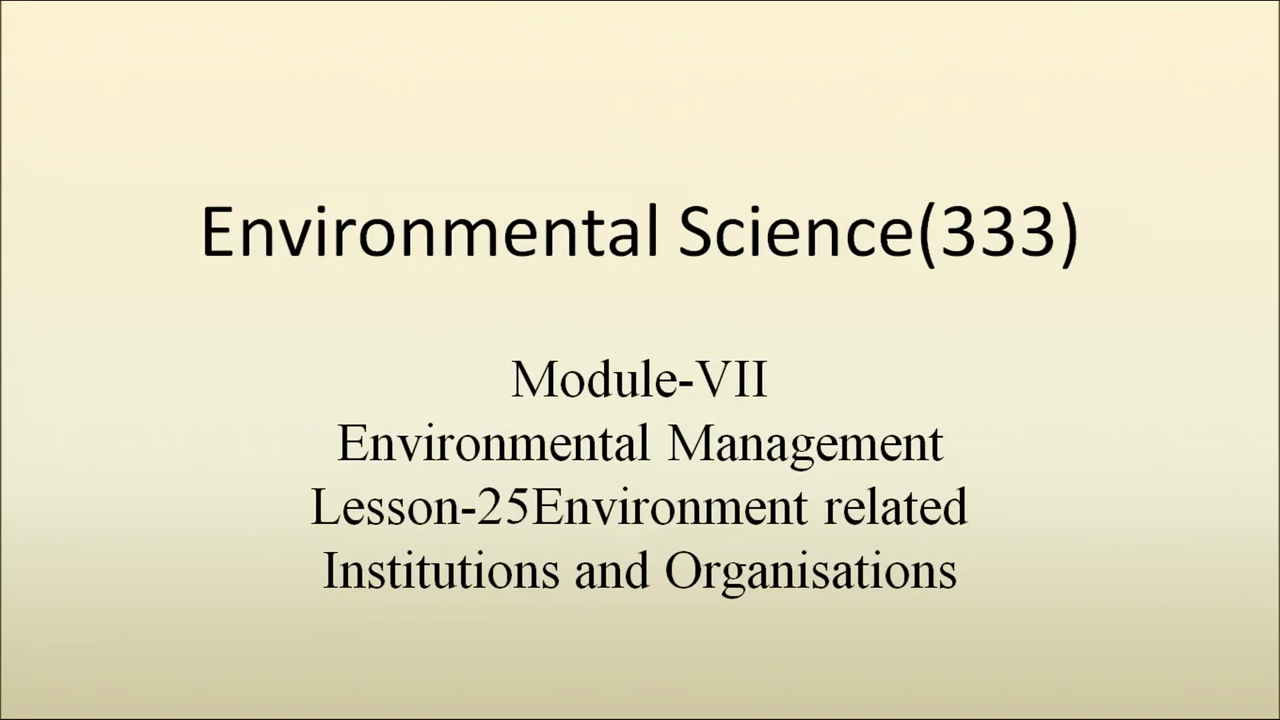 Environmental Science(333)
Module-VII
Environmental Management
Lesson-25Environment related
Institutions and Organisations